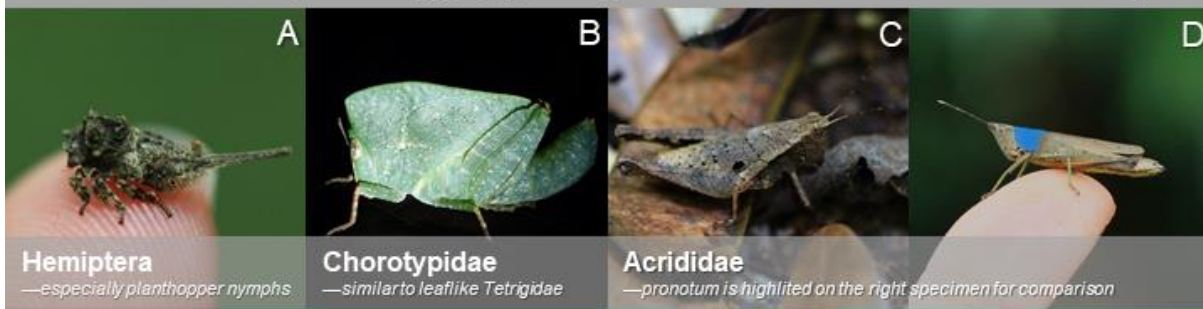 A
B
C
D
Hemiptera
—especially planthopper nymphs
Chorotypidae
—similar to leaflike Tetrigidae
Acrididae
—pronotum is highlited on the right specimen for comparison